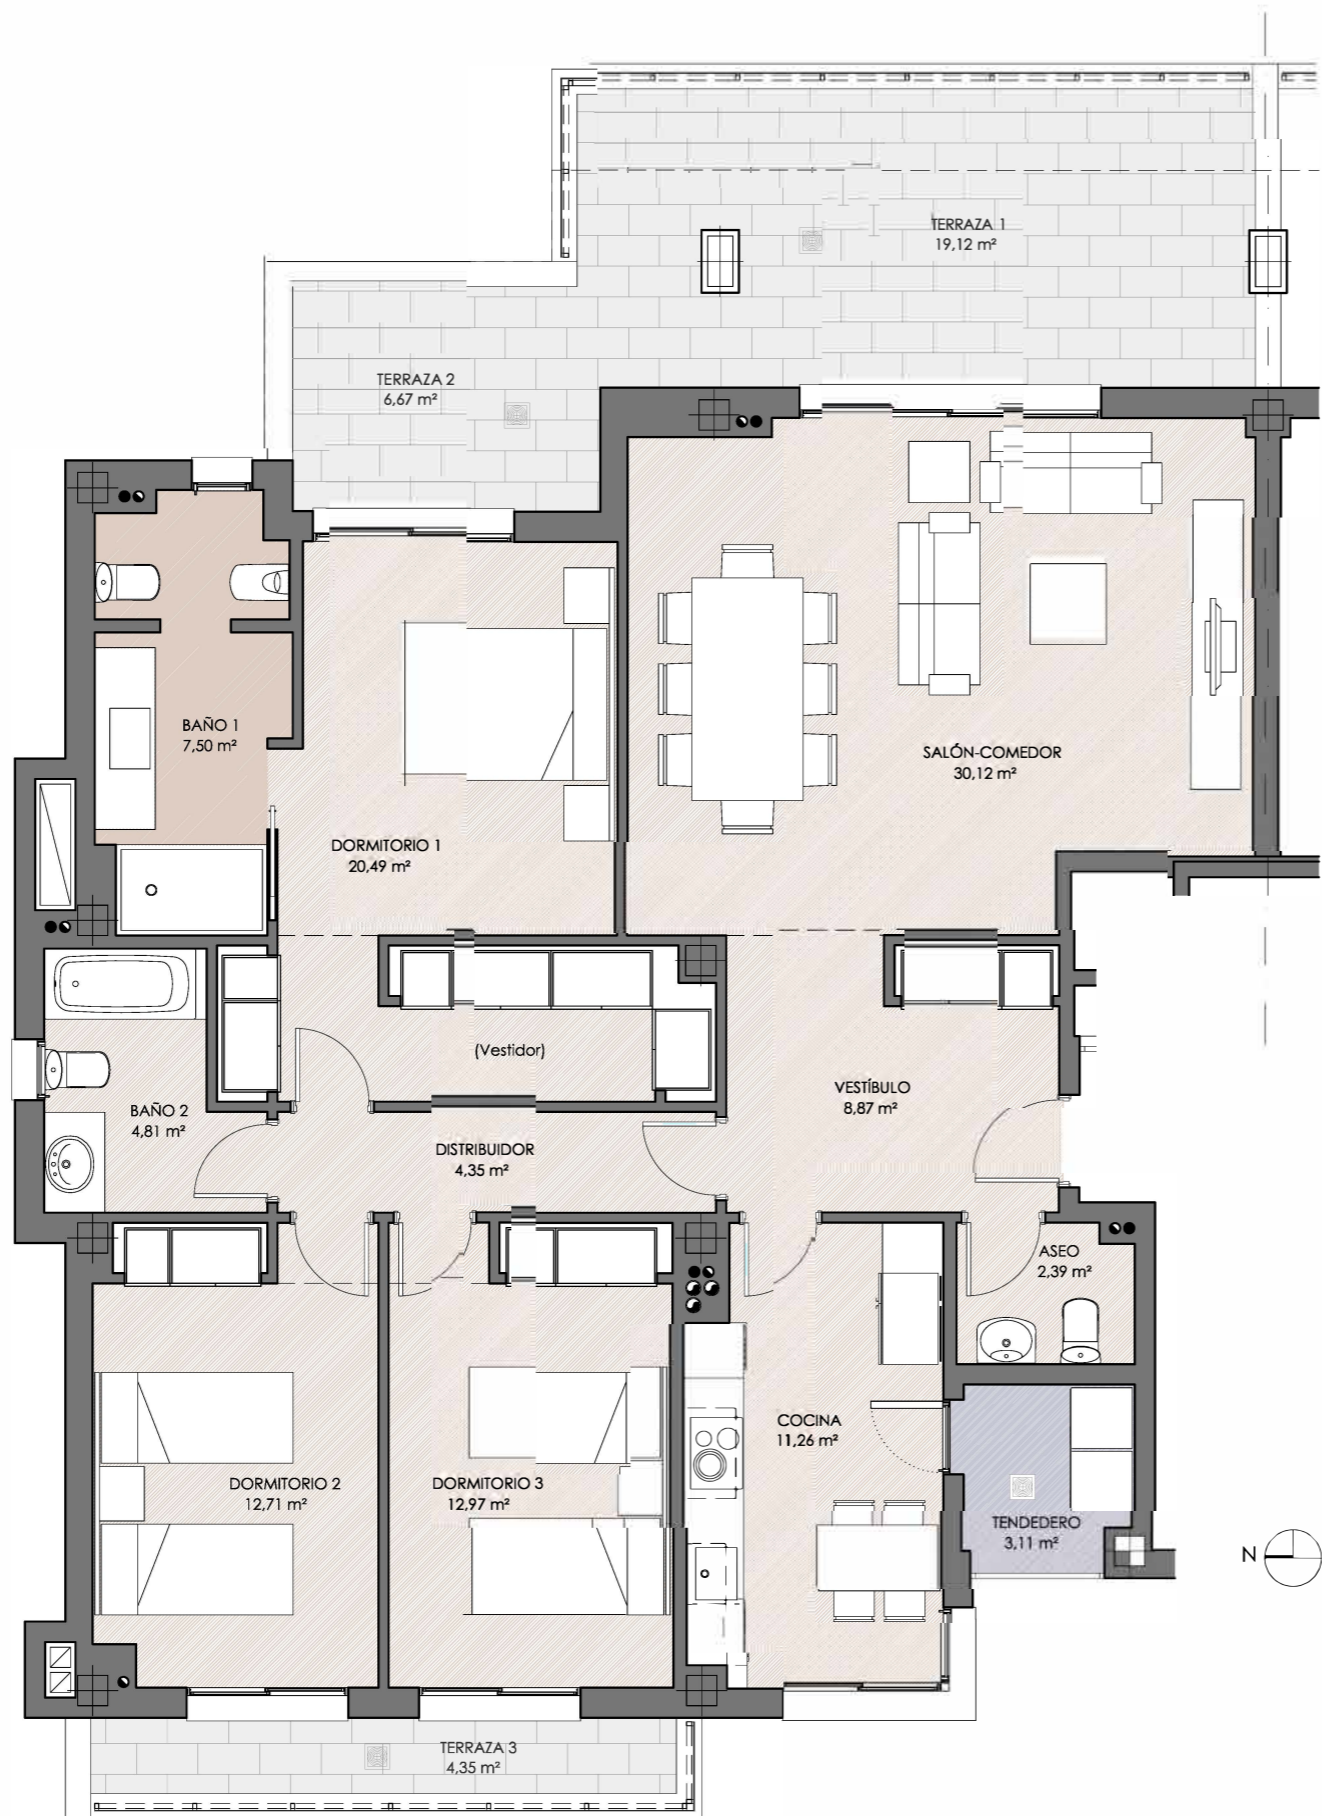 TERRAZA 1
19,12 m²
TERRAZA 2
6,67 m²
BAÑO 1
7,50 m²
SALÓN-COMEDOR
30,12 m²
DORMITORIO 1
20,49 m²
(Vestidor)
VESTÍBULO
8,87 m²
BAÑO 2
4,81 m²
DISTRIBUIDOR
4,35 m²
ASEO
2,39 m²
COCINA
11,26 m²
DORMITORIO 2
12,71 m²
DORMITORIO 3
12,97 m²
TENDEDERO
3,11 m²
N
TERRAZA 3
4,35 m²